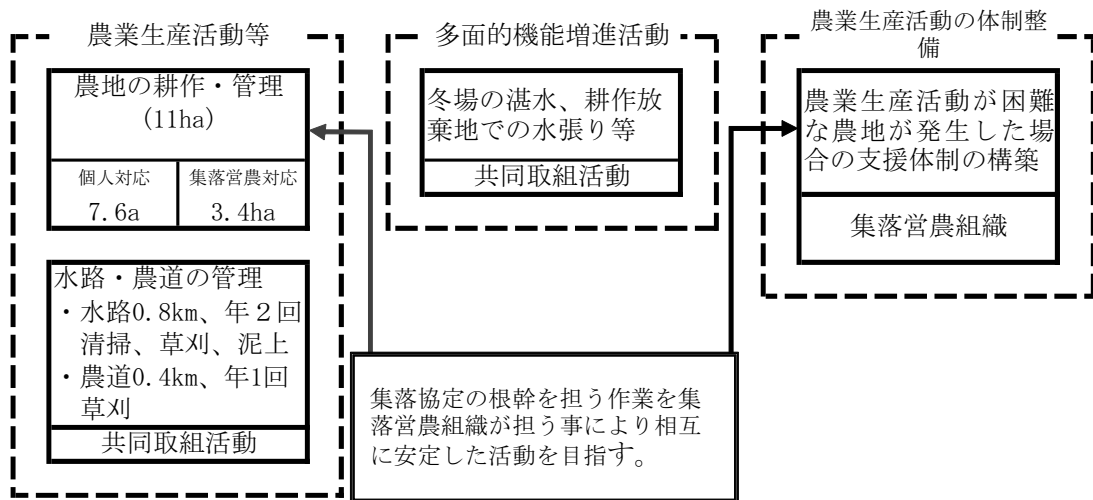 農業生産活動等
農地の耕作・管理
(11ha)
個人対応
集落営農対応
7.6a
3.4ha
水路・農道の管理
・水路0.8km、年２回
清掃、草刈、泥上
・農道0.4km、年1回
草刈
共同取組活動
多面的機能増進活動
冬場の湛水、耕作放
棄地での水張り等
共同取組活動
農業生産活動の体制整
備
農業生産活動が困難
な農地が発生した場
合の支援体制の構築
集落営農組織
集落協定の根幹を担う作業を集
落営農組織が担う事により相互
に安定した活動を目指す。